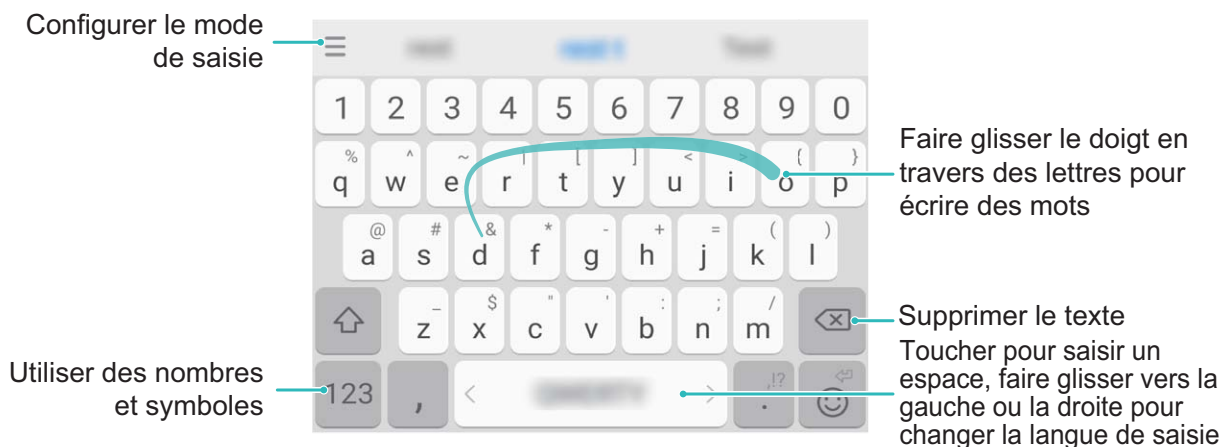 Configurer le mode
de saisie
1 2 3 4 5 6 7 8 9 0
% ^ ~ | [ ] < > { }
q w e r t y u i o p
Faire glisser le doigt en
travers des lettres pour
écrire des mots
@ # & * - + = ( )
a s d f g h j k l
_ $ " ' : ; /
z x c v b n m
Supprimer le texte
Utiliser des nombres
et symboles
123 , < > ,!? .
Toucher pour saisir un
espace, faire glisser vers la
gauche ou la droite pour
changer la langue de saisie